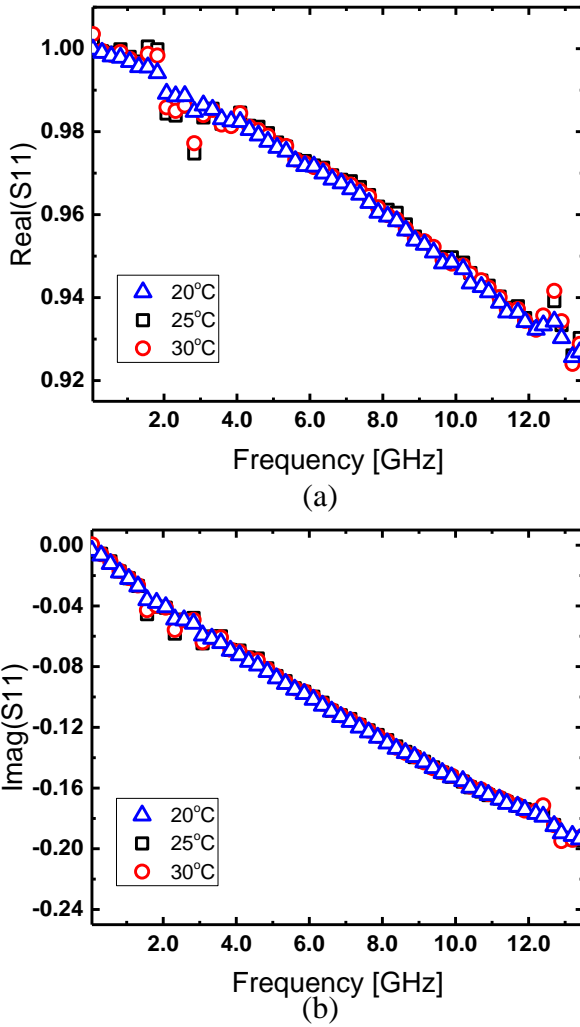 1.00
0.98
0.96
0.94
0.92
Real(S11)
20°C
25°C
30°C
2.0 4.0 6.0 8.0 10.0 12.0
Frequency [GHz]
(a)
0.00
-0.04
-0.08
-0.12
-0.16
-0.20
-0.24
Imag(S11)
20°C
25°C
30°C
2.0 4.0 6.0 8.0 10.0 12.0
Frequency [GHz]
(b)